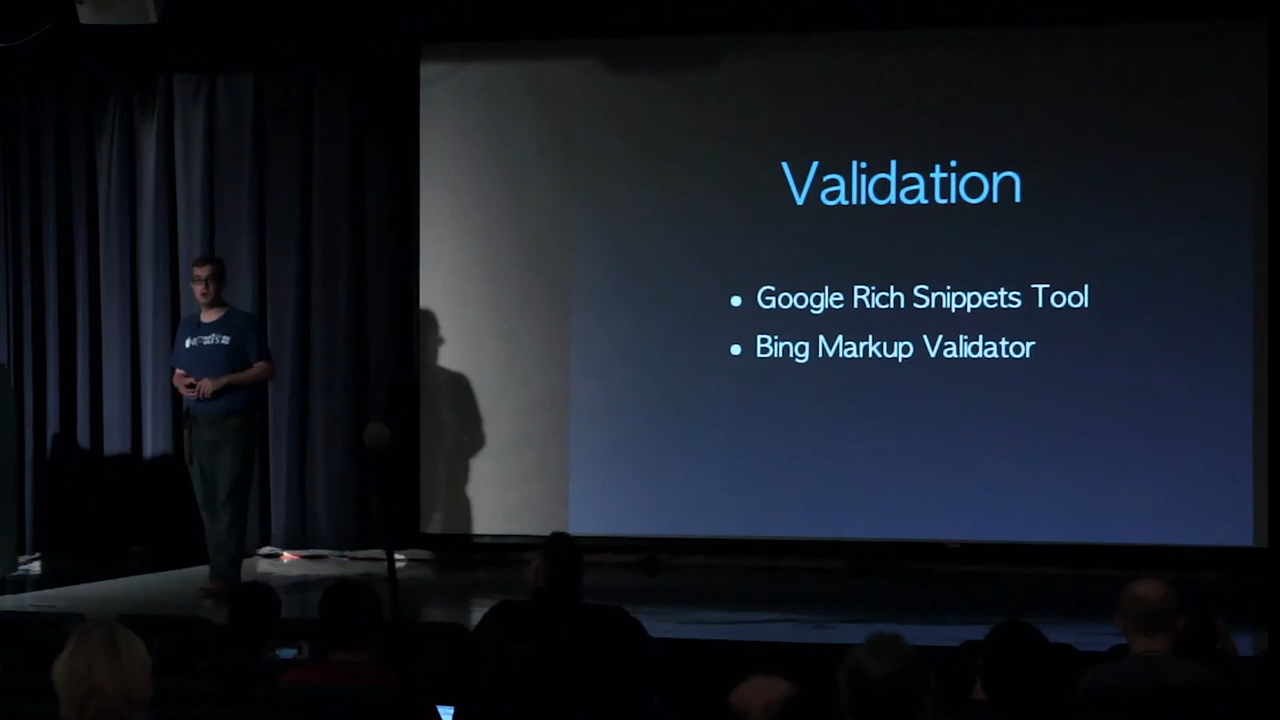 Validation
• Google Rich Snippets Tool
• Bing Markup Validator